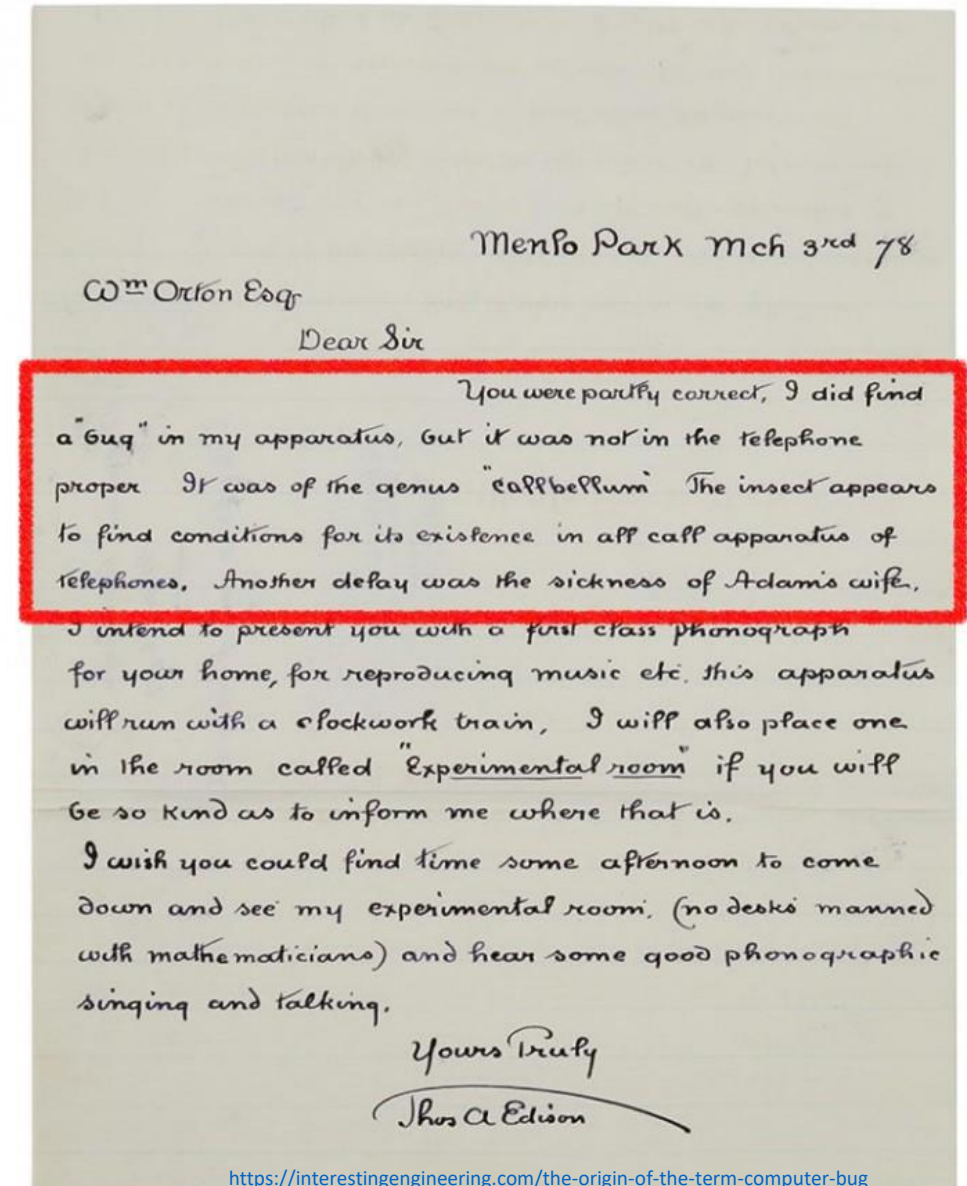 Menlo Park Mch 3rd 78
Wm Orton Esqr
Dear Sir
You were partly correct, I did find
a "bug" in my apparatus, but it was not in the telephone
proper It was of the genus "callbellum" The insect appears
to find conditions for its existence in all call apparatus of
telephones. Another delay was the sickness of Adams wife.
I intend to present you with a first class phonograph
for your home, for reproducing music etc. this apparatus
will run with a clockwork train, I will also place one
in the room called "Experimental room" if you will
be so kind as to inform me where that is.
I wish you could find time some afternoon to come
down and see my experimental room, (no desks manned
with mathematicians) and hear some good phonographic
singing and talking.
Yours Truly
Thos A Edison
https://interestingengineering.com/the-origin-of-the-term-computer-bug